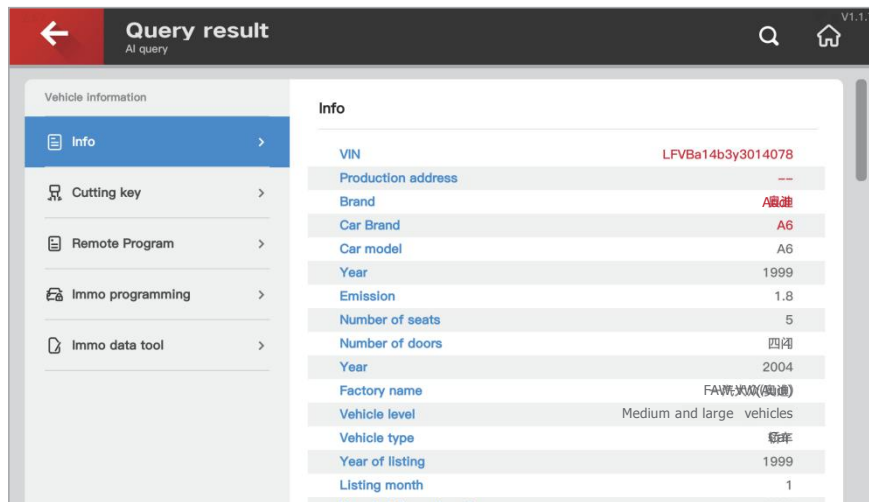 Query result
AI query
V1.1.
Vehicle information
Info
Cutting key
Remote Program
Immo programming
Immo data tool
Info
VIN LFVBa14b3y3014078
Production address --
Brand
Car Brand A6
Car model A6
Year 1999
Emission 1.8
Number of seats 5
Number of doors
Year 2004
Factory name
Vehicle level Medium and large vehicles
Vehicle type
Year of listing 1999
Listing month 1